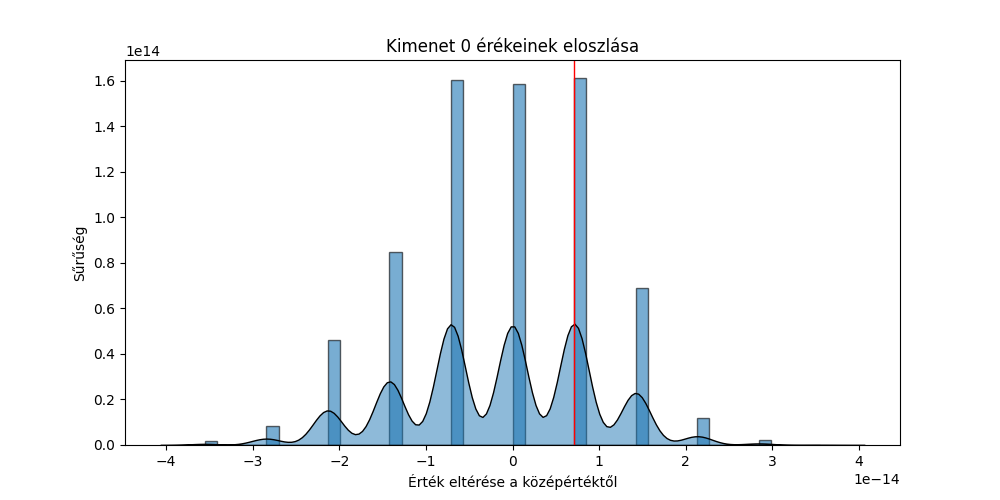 Kimenet 0 érékeinek eloszlása
1e14
1.6
1.4
1.2
1.0
0.8
0.6
0.4
0.2
0.0
Sűrűség
−4 −3 −2 −1 0 1 2 3 4
1e−14
Érték eltérése a középértéktől